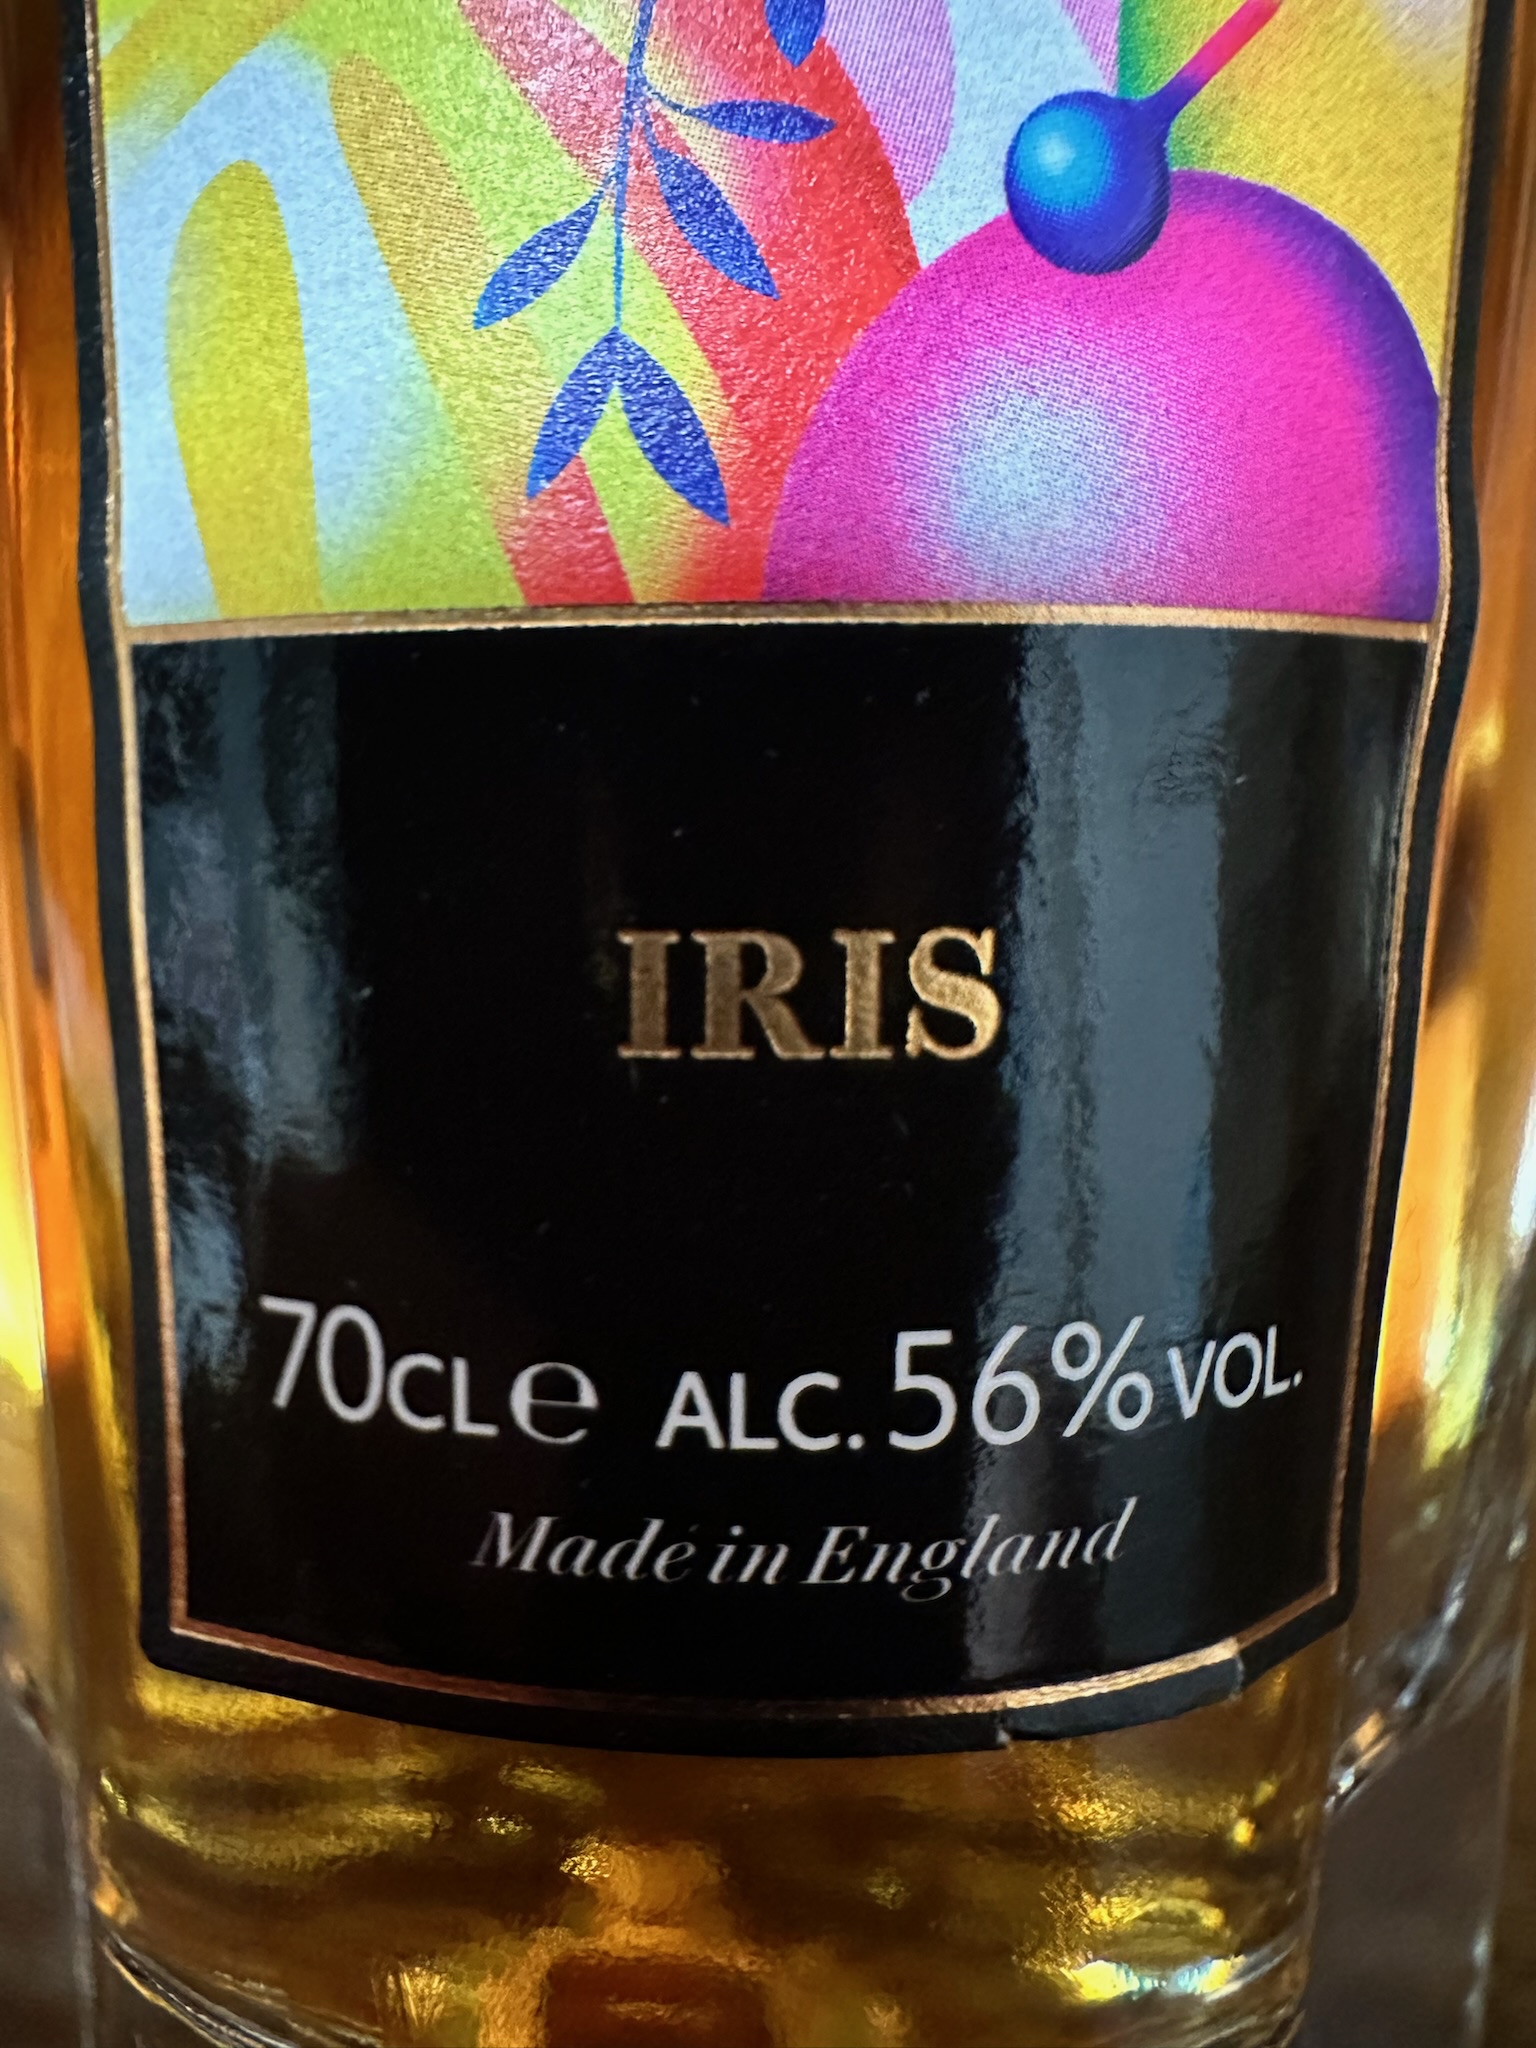 IRIS
70CLe ALC. 56% VOL.
Made in England